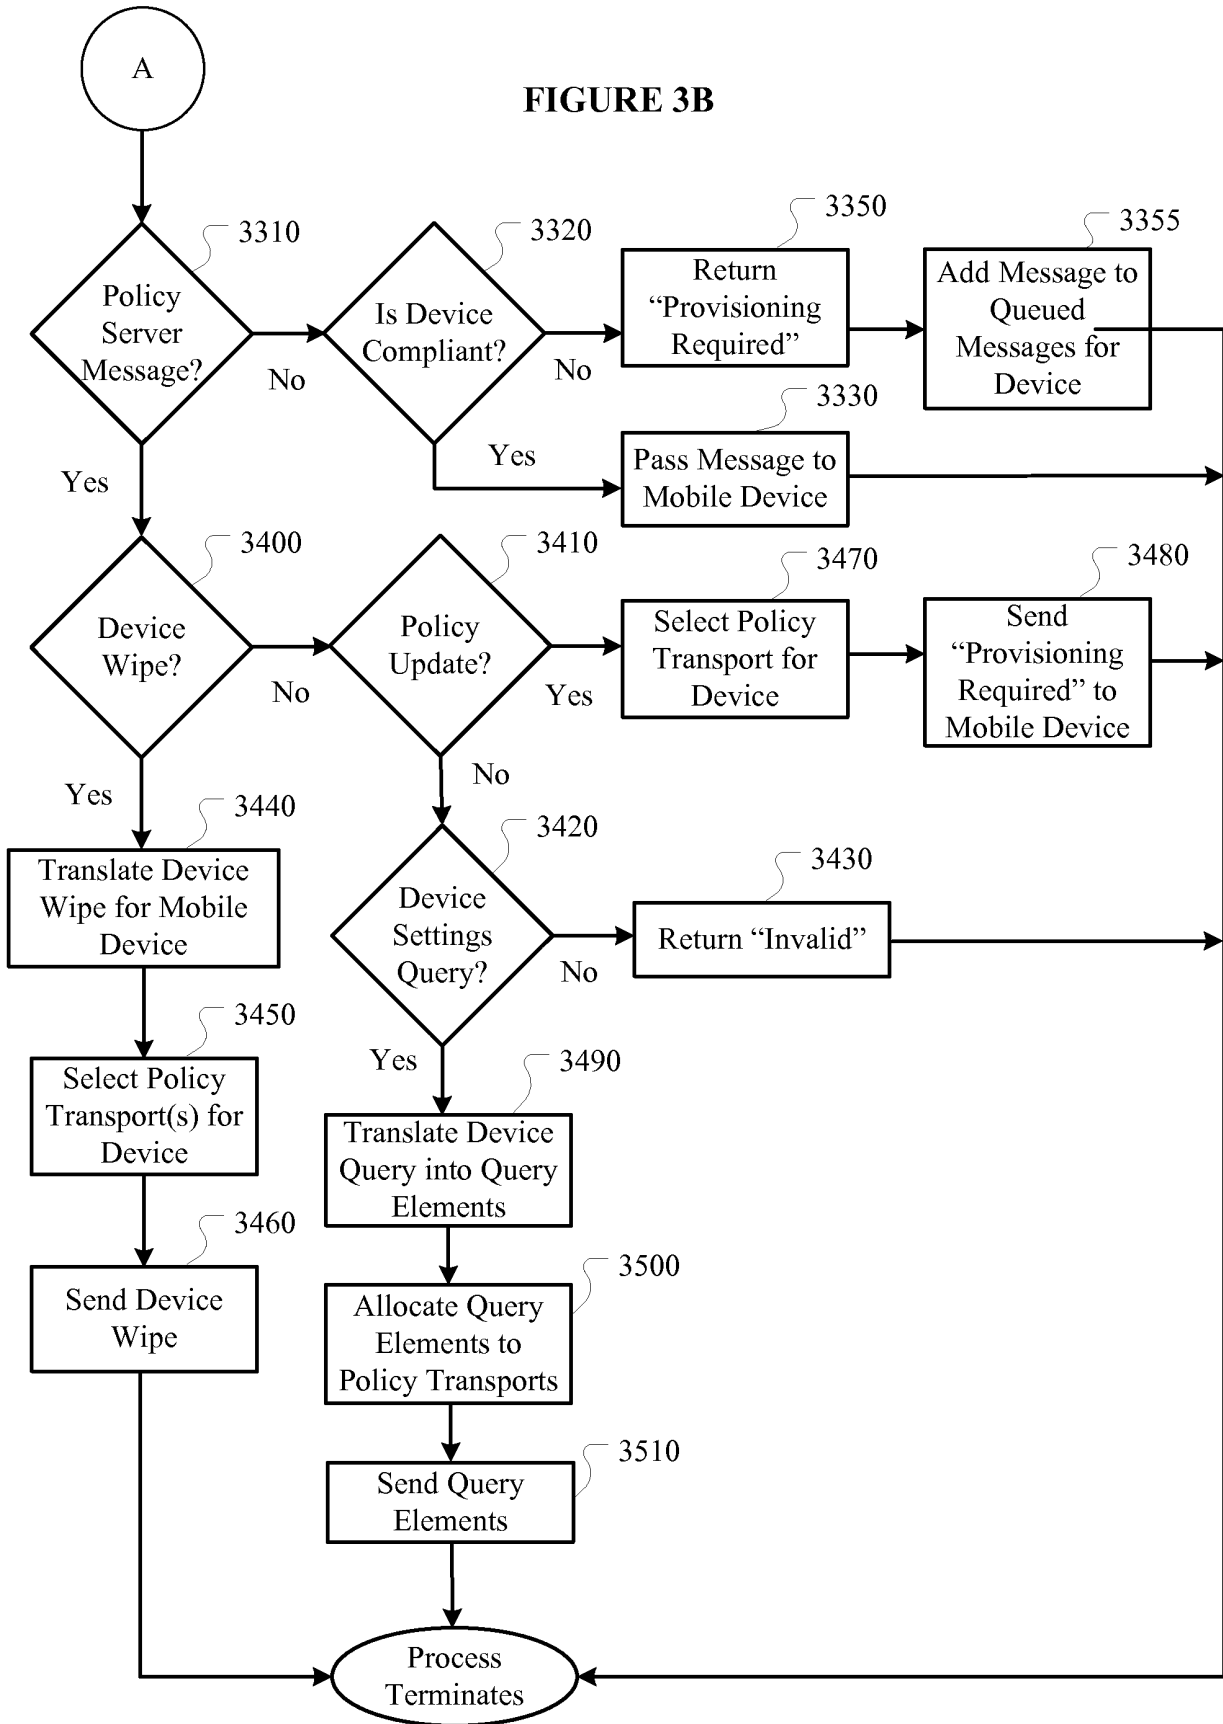 A
FIGURE 3B
3310
Policy
Server
Message?
No
Yes
3320
Is Device
Compliant?
No
Yes
3350
Return
“Provisioning
Required”
3355
Add Message to
Queued
Messages for
Device
3330
Pass Message to
Mobile Device
3400
Device
Wipe?
No
Yes
3410
Policy
Update?
Yes
No
3470
Select Policy
Transport for
Device
3480
Send
“Provisioning
Required” to
Mobile Device
3440
Translate Device
Wipe for Mobile
Device
3420
Device
Settings
Query?
No
Yes
3430
Return “Invalid”
3450
Select Policy
Transport(s) for
Device
3490
Translate Device
Query into Query
Elements
3460
Send Device
Wipe
3500
Allocate Query
Elements to
Policy Transports
3510
Send Query
Elements
Process
Terminates